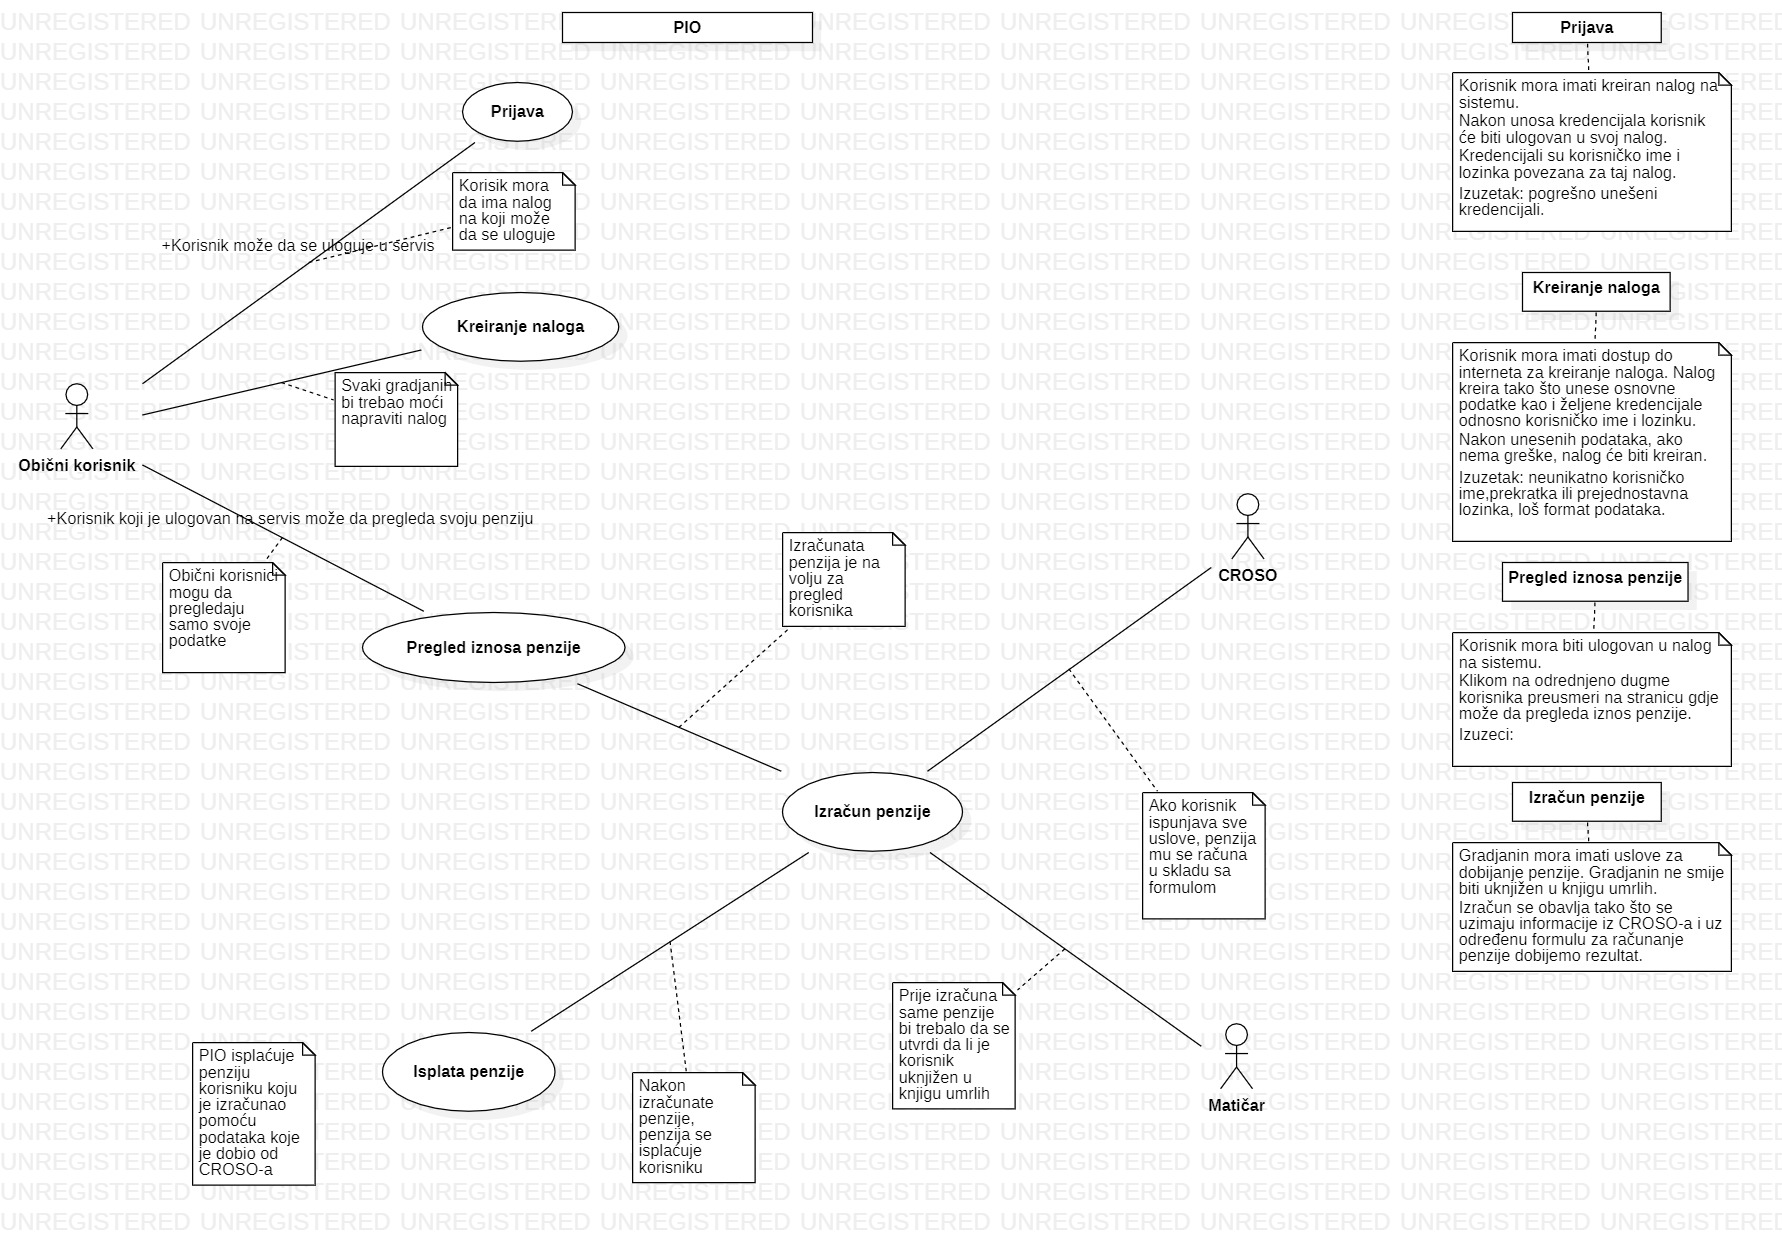 PIO
Prijava
Korisik mora
da ima nalog
na koji može
da se uloguje
+Korisnik može da se uloguje u servis
Kreiranje naloga
Svaki gradjanin
bi trebao moći
napraviti nalog
Obični korisnik
+Korisnik koji je ulogovan na servis može da pregleda svoju penziju
Obični korisnici
mogu da
pregledaju
samo svoje
podatke
Pregled iznosa penzije
Izračunata
penzija je na
volju za
pregled
korisnika
CROSO
Izračun penzije
Ako korisnik
ispunjava sve
uslove, penzija
mu se računa
u skladu sa
formulom
Prije izračuna
same penzije
bi trebalo da se
utvrdi da li je
korisnik
uknjižen u
knjigu umrlih
Matičar
Isplata penzije
PIO isplaćuje
penziju
korisniku koju
je izračunao
pomoću
podataka koje
je dobio od
CROSO-a
Nakon
izračunate
penzije,
penzija se
isplaćuje
korisniku
Prijava
Korisnik mora imati kreiran nalog na
sistemu.
Nakon unosa kredencijala korisnik
će biti ulogovan u svoj nalog.
Kredencijali su korisničko ime i
lozinka povezana za taj nalog.
Izuzetak: pogrešno unešeni
kredencijali.
Kreiranje naloga
Korisnik mora imati dostup do
interneta za kreiranje naloga. Nalog
kreira tako što unese osnovne
podatke kao i željene kredencijale
odnosno korisničko ime i lozinku.
Nakon unesenih podataka, ako
nema greške, nalog će biti kreiran.
Izuzetak: neunikatno korisničko
ime,prekratka ili prejednostavna
lozinka, loš format podataka.
Pregled iznosa penzije
Korisnik mora biti ulogovan u nalog
na sistemu.
Klikom na odrednjeno dugme
korisnika preusmeri na stranicu gdje
može da pregleda iznos penzije.
Izuzeci:
Izračun penzije
Gradjanin mora imati uslove za
dobijanje penzije. Gradjanin ne smije
biti uknjižen u knjigu umrlih.
Izračun se obavlja tako što se
uzimaju informacije iz CROSO-a i uz
određenu formulu za računanje
penzije dobijemo rezultat.